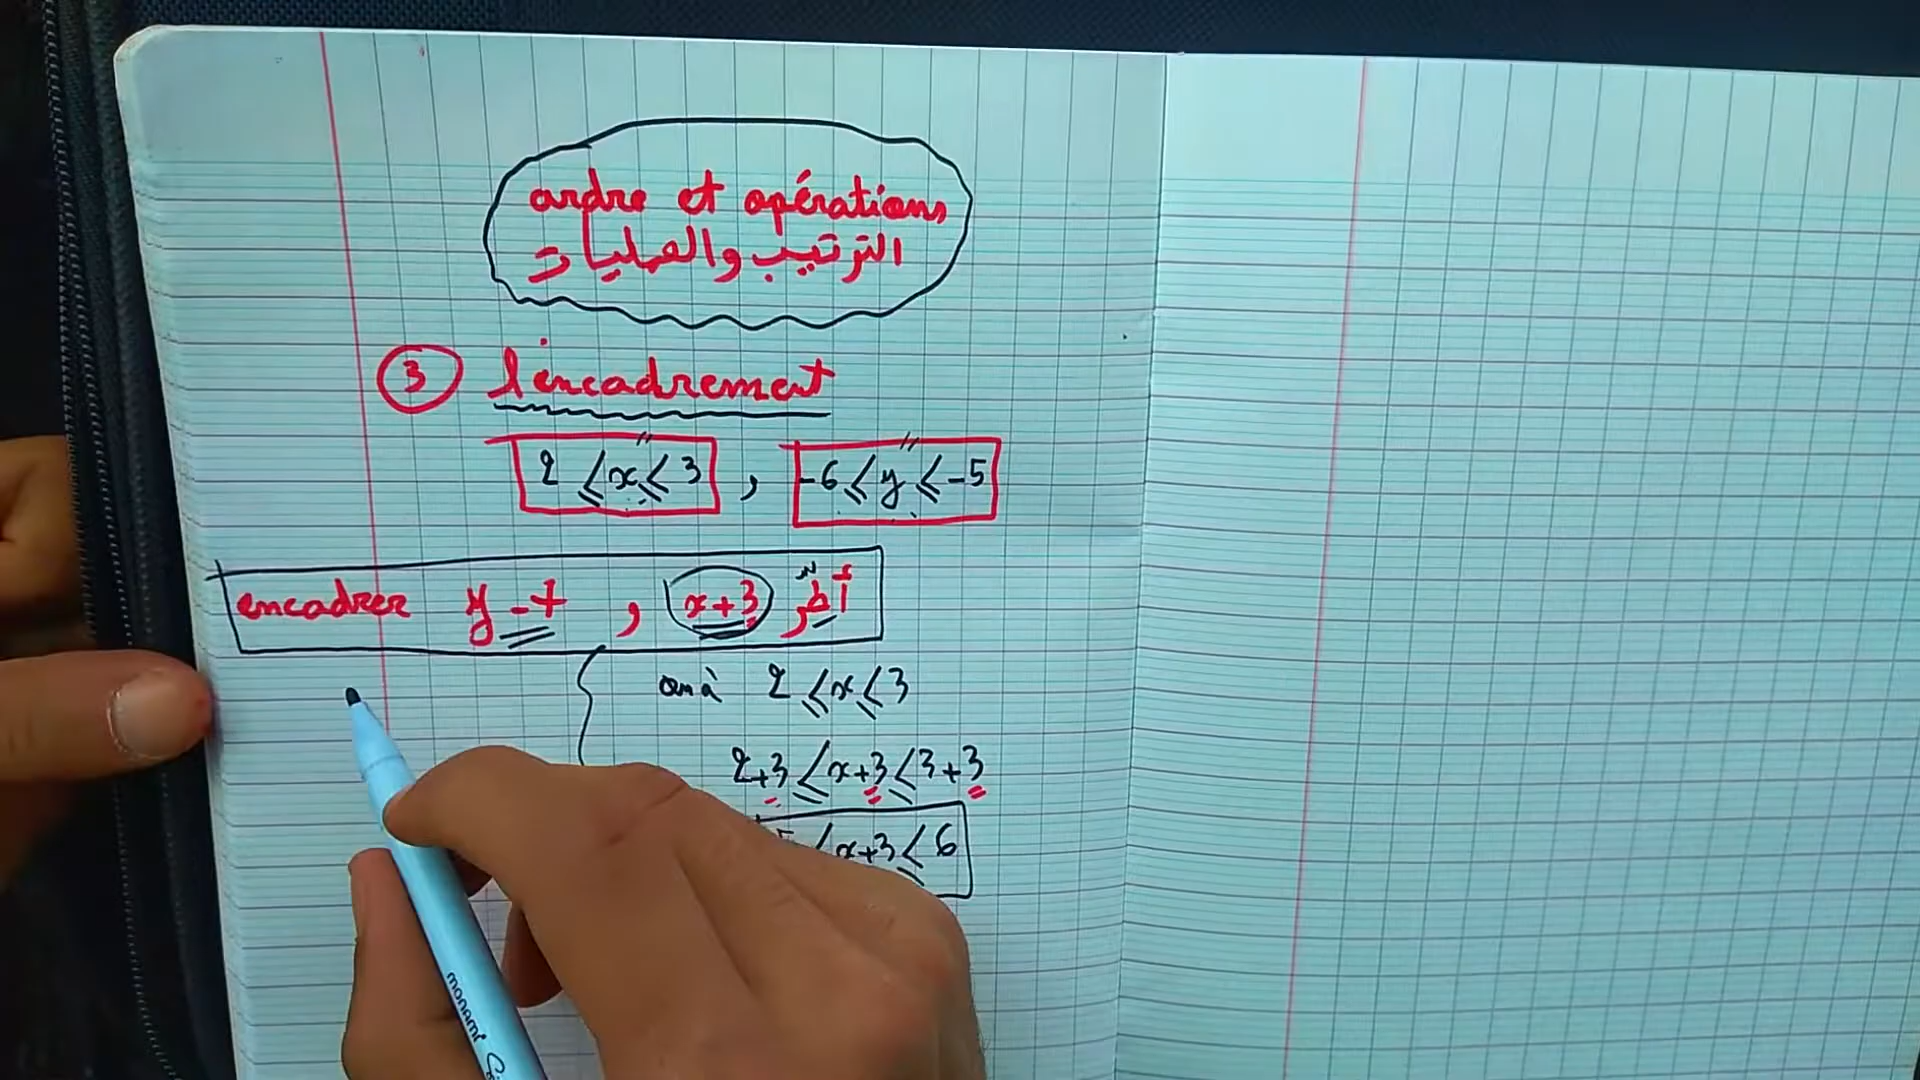 ordre et opérations
الترتيب والعمليات
3 l'encadrement
2 ≤ x ≤ 3 , -6 ≤ y ≤ -5
encadrer y - 7 , x+3 أطر
on à 2 ≤ x ≤ 3
2+3 ≤ x+3 ≤ 3+3
≤ x+3 ≤ 6
monami